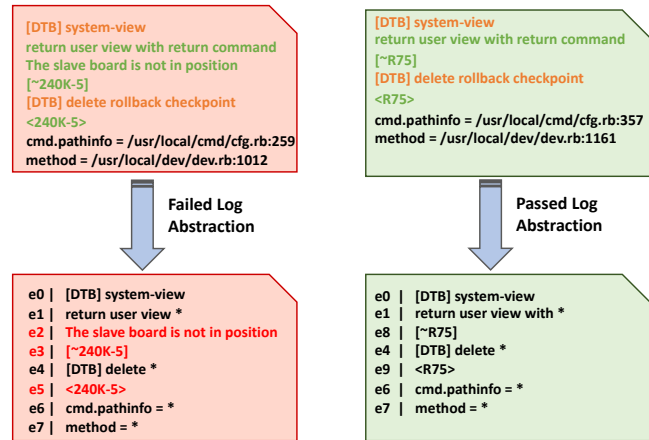 [DTB] system-view
return user view with return command
The slave board is not in position
[~240K-5]
[DTB] delete rollback checkpoint
<240K-5>
cmd.pathinfo = /usr/local/cmd/cfg.rb:259
method = /usr/local/dev/dev.rb:1012
[DTB] system-view
return user view with return command
[~R75]
[DTB] delete rollback checkpoint
<R75>
cmd.pathinfo = /usr/local/cmd/cfg.rb:357
method = /usr/local/dev/dev.rb:1161
Failed Log
Abstraction
Passed Log
Abstraction
e0 | [DTB] system-view
e1 | return user view *
e2 | The slave board is not in position
e3 | [~240K-5]
e4 | [DTB] delete *
e5 | <240K-5>
e6 | cmd.pathinfo = *
e7 | method = *
e0 | [DTB] system-view
e1 | return user view with *
e8 | [~R75]
e4 | [DTB] delete *
e9 | <R75>
e6 | cmd.pathinfo = *
e7 | method = *